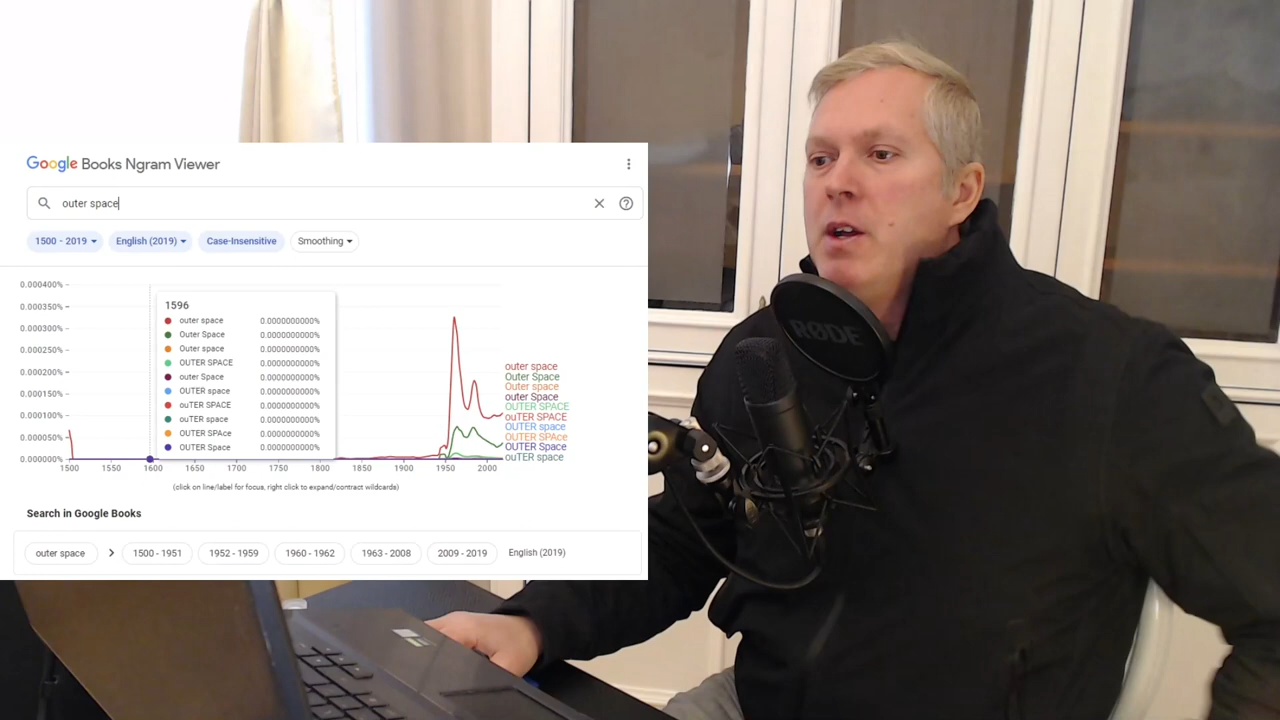 Google Books Ngram Viewer
outer space
1500 - 2019
English (2019)
Case-Insensitive
Smoothing
0.000400%
0.000350%
0.000300%
0.000250%
0.000200%
0.000150%
0.000100%
0.000050%
0.000000%
1596
outer space 0.0000000000%
Outer Space 0.0000000000%
Outer space 0.0000000000%
OUTER SPACE 0.0000000000%
outer Space 0.0000000000%
OUTER space 0.0000000000%
ouTER SPACE 0.0000000000%
ouTER space 0.0000000000%
OUTER SPAce 0.0000000000%
OUTER Space 0.0000000000%
outer space
Outer Space
Outer space
outer Space
OUTER SPACE
ouTER SPACE
OUTER space
OUTER SPAce
OUTER Space
ouTER space
1500 1550 1600 1650 1700 1750 1800 1850 1900 1950 2000
(click on line/label for focus, right click to expand/contract wildcards)
Search in Google Books
outer space 1500 - 1951 1952 - 1959 1960 - 1962 1963 - 2008 2009 - 2019 English (2019)
RØDE